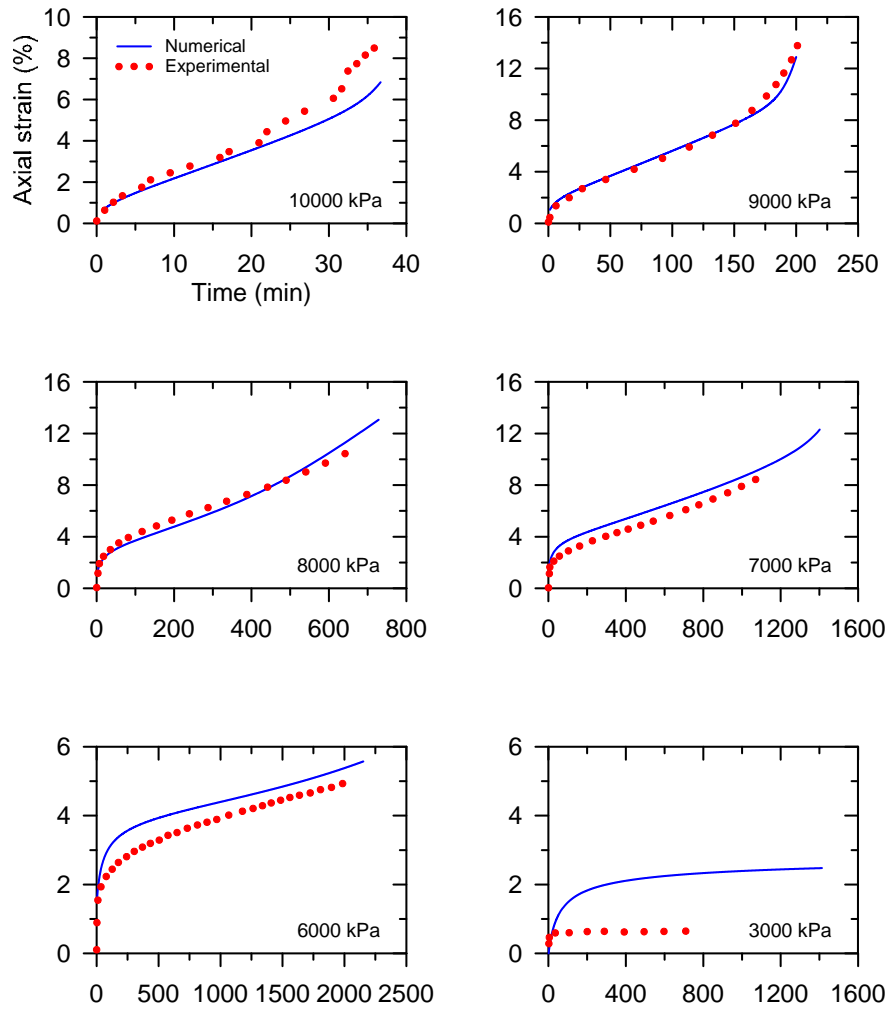 10
8
6
4
2
0
Axial strain (%)
Numerical
Experimental
10000 kPa
0 10 20 30 40
Time (min)
16
12
8
4
0
9000 kPa
0 50 100 150 200 250
16
12
8
4
0
8000 kPa
0 200 400 600 800
16
12
8
4
0
7000 kPa
0 400 800 1200 1600
6
4
2
0
6000 kPa
0 500 1000 1500 2000 2500
6
4
2
0
3000 kPa
0 400 800 1200 1600